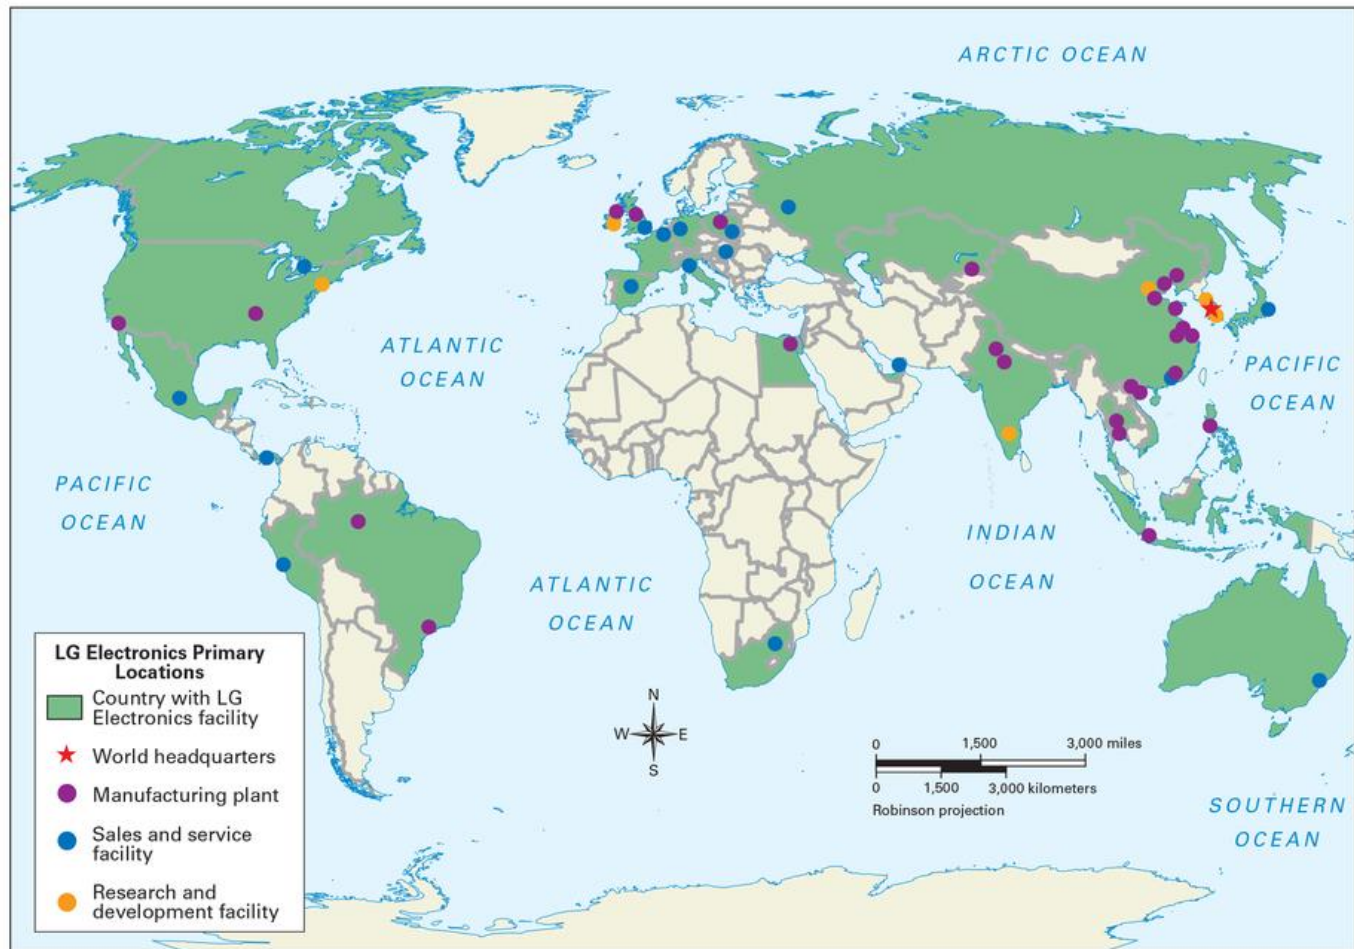 ARCTIC OCEAN
ATLANTIC
OCEAN
PACIFIC
OCEAN
PACIFIC
OCEAN
INDIAN
OCEAN
ATLANTIC
OCEAN
LG Electronics Primary
Locations
Country with LG
Electronics facility
World headquarters
Manufacturing plant
Sales and service
facility
Research and
development facility
N
W E
S
0 1,500 3,000 miles
0 1,500 3,000 kilometers
Robinson projection
SOUTHERN
OCEAN